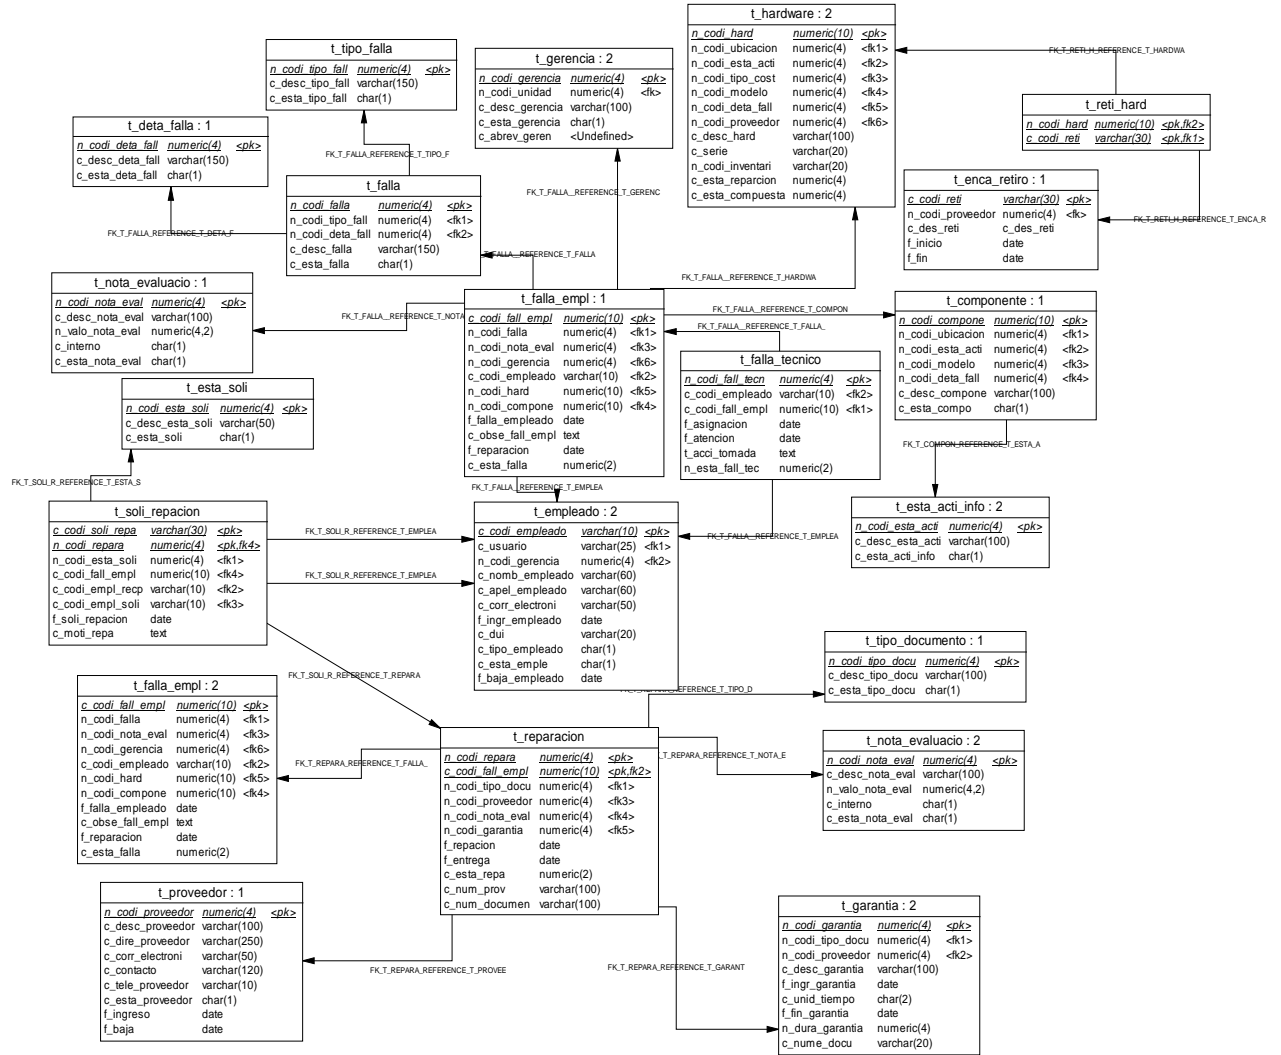 t_hardware : 2
n_codi_hard numeric(10) <pk>
n_codi_ubicacion numeric(4) <fk1>
n_codi_esta_acti numeric(4) <fk2>
n_codi_tipo_cost numeric(4) <fk3>
n_codi_modelo numeric(4) <fk4>
n_codi_deta_fall numeric(4) <fk5>
n_codi_proveedor numeric(4) <fk6>
c_desc_hard varchar(100)
c_serie varchar(20)
n_codi_inventari varchar(20)
c_esta_reparcion numeric(4)
c_esta_compuesta numeric(4)
t_tipo_falla
n_codi_tipo_fall numeric(4) <pk>
c_desc_tipo_fall varchar(150)
c_esta_tipo_fall char(1)
t_gerencia : 2
n_codi_gerencia numeric(4) <pk>
n_codi_unidad numeric(4) <fk>
c_desc_gerencia varchar(100)
c_esta_gerencia char(1)
c_abrev_geren <Undefined>
FK_T_RETI_H_REFERENCE_T_HARDWA
t_reti_hard
n_codi_hard numeric(10) <pk,fk2>
c_codi_reti varchar(30) <pk,fk1>
t_deta_falla : 1
n_codi_deta_fall numeric(4) <pk>
c_desc_deta_fall varchar(150)
c_esta_deta_fall char(1)
FK_T_FALLA_REFERENCE_T_TIPO_F
t_falla
n_codi_falla numeric(4) <pk>
n_codi_tipo_fall numeric(4) <fk1>
n_codi_deta_fall numeric(4) <fk2>
c_desc_falla varchar(150)
c_esta_falla char(1)
FK_T_FALLA__REFERENCE_T_GERENC
t_enca_retiro : 1
c_codi_reti varchar(30) <pk>
n_codi_proveedor numeric(4) <fk>
c_des_reti c_des_reti
f_inicio date
f_fin date
FK_T_RETI_H_REFERENCE_T_ENCA_R
FK_T_FALLA_REFERENCE_T_DETA_F
T_FALLA__REFERENCE_T_FALLA
FK_T_FALLA__REFERENCE_T_HARDWA
t_nota_evaluacio : 1
n_codi_nota_eval numeric(4) <pk>
c_desc_nota_eval varchar(100)
n_valo_nota_eval numeric(4,2)
c_interno char(1)
c_esta_nota_eval char(1)
FK_T_FALLA__REFERENCE_T_NOTA
t_falla_empl : 1
c_codi_fall_empl numeric(10) <pk>
n_codi_falla numeric(4) <fk1>
n_codi_nota_eval numeric(4) <fk3>
n_codi_gerencia numeric(4) <fk6>
c_codi_empleado varchar(10) <fk2>
n_codi_hard numeric(10) <fk5>
n_codi_compone numeric(10) <fk4>
f_falla_empleado date
c_obse_fall_empl text
f_reparacion date
c_esta_falla numeric(2)
FK_T_FALLA__REFERENCE_T_COMPON
FK_T_FALLA__REFERENCE_T_FALLA_
t_falla_tecnico
n_codi_fall_tecn numeric(4) <pk>
c_codi_empleado varchar(10) <fk2>
c_codi_fall_empl numeric(10) <fk1>
f_asignacion date
f_atencion date
t_acci_tomada text
n_esta_fall_tec numeric(2)
t_componente : 1
n_codi_compone numeric(10) <pk>
n_codi_ubicacion numeric(4) <fk1>
n_codi_esta_acti numeric(4) <fk2>
n_codi_modelo numeric(4) <fk3>
n_codi_deta_fall numeric(4) <fk4>
c_desc_compone varchar(100)
c_esta_compo char(1)
FK_T_COMPON_REFERENCE_T_ESTA_A
t_esta_soli
n_codi_esta_soli numeric(4) <pk>
c_desc_esta_soli varchar(50)
c_esta_soli char(1)
FK_T_SOLI_R_REFERENCE_T_ESTA_S
FK_T_FALLA__REFERENCE_T_EMPLEA
t_esta_acti_info : 2
n_codi_esta_acti numeric(4) <pk>
c_desc_esta_acti varchar(100)
c_esta_acti_info char(1)
t_soli_repacion
c_codi_soli_repa varchar(30) <pk>
n_codi_repara numeric(4) <pk,fk4>
n_codi_esta_soli numeric(4) <fk1>
c_codi_fall_empl numeric(10) <fk4>
c_codi_empl_recp varchar(10) <fk2>
c_codi_empl_soli varchar(10) <fk3>
f_soli_repacion date
c_moti_repa text
FK_T_SOLI_R_REFERENCE_T_EMPLEA
FK_T_SOLI_R_REFERENCE_T_EMPLEA
t_empleado : 2
c_codi_empleado varchar(10) <pk>
c_usuario varchar(25) <fk1>
n_codi_gerencia numeric(4) <fk2>
c_nomb_empleado varchar(60)
c_apel_empleado varchar(60)
c_corr_electroni varchar(50)
f_ingr_empleado date
c_dui varchar(20)
c_tipo_empleado char(1)
c_esta_emple char(1)
f_baja_empleado date
FK_T_FALLA__REFERENCE_T_EMPLEA
FK_T_SOLI_R_REFERENCE_T_REPARA
t_tipo_documento : 1
n_codi_tipo_docu numeric(4) <pk>
c_desc_tipo_docu varchar(100)
c_esta_tipo_docu char(1)
T_REPARA_REFERENCE_T_TIPO_D
t_falla_empl : 2
c_codi_fall_empl numeric(10) <pk>
n_codi_falla numeric(4) <fk1>
n_codi_nota_eval numeric(4) <fk3>
n_codi_gerencia numeric(4) <fk6>
c_codi_empleado varchar(10) <fk2>
n_codi_hard numeric(10) <fk5>
n_codi_compone numeric(10) <fk4>
f_falla_empleado date
c_obse_fall_empl text
f_reparacion date
c_esta_falla numeric(2)
FK_T_REPARA_REFERENCE_T_FALLA_
t_reparacion
n_codi_repara numeric(4) <pk>
c_codi_fall_empl numeric(10) <pk,fk2>
n_codi_tipo_docu numeric(4) <fk1>
n_codi_proveedor numeric(4) <fk3>
n_codi_nota_eval numeric(4) <fk4>
n_codi_garantia numeric(4) <fk5>
f_repacion date
f_entrega date
c_esta_repa numeric(2)
c_num_prov varchar(100)
c_num_documen varchar(100)
T_REPARA_REFERENCE_T_NOTA_E
t_nota_evaluacio : 2
n_codi_nota_eval numeric(4) <pk>
c_desc_nota_eval varchar(100)
n_valo_nota_eval numeric(4,2)
c_interno char(1)
c_esta_nota_eval char(1)
t_proveedor : 1
n_codi_proveedor numeric(4) <pk>
c_desc_proveedor varchar(100)
c_dire_proveedor varchar(250)
c_corr_electroni varchar(50)
c_contacto varchar(120)
c_tele_proveedor varchar(10)
c_esta_proveedor char(1)
f_ingreso date
f_baja date
FK_T_REPARA_REFERENCE_T_PROVEE
FK_T_REPARA_REFERENCE_T_GARANT
t_garantia : 2
n_codi_garantia numeric(4) <pk>
n_codi_tipo_docu numeric(4) <fk1>
n_codi_proveedor numeric(4) <fk2>
c_desc_garantia varchar(100)
f_ingr_garantia date
c_unid_tiempo char(2)
f_fin_garantia date
n_dura_garantia numeric(4)
c_nume_docu varchar(20)